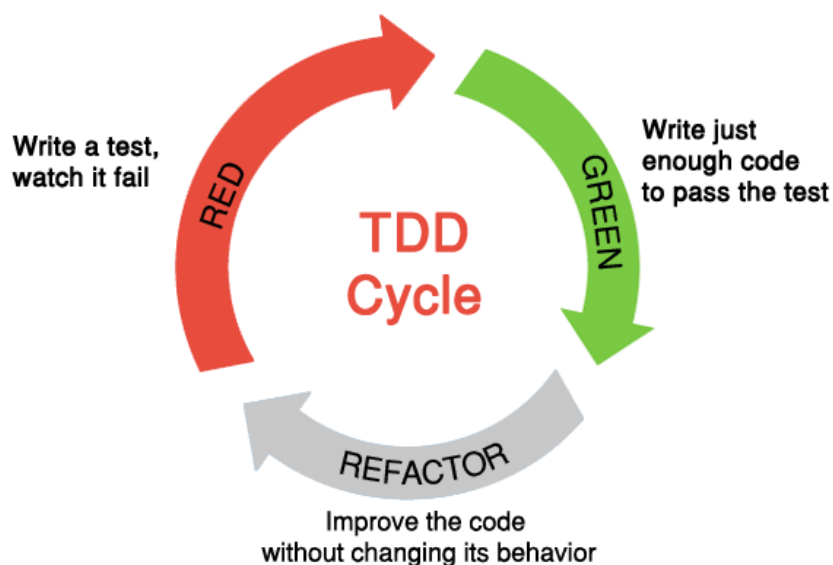 Write a test,
watch it fail
RED
TDD
Cycle
GREEN
Write just
enough code
to pass the test
REFACTOR
Improve the code
without changing its behavior